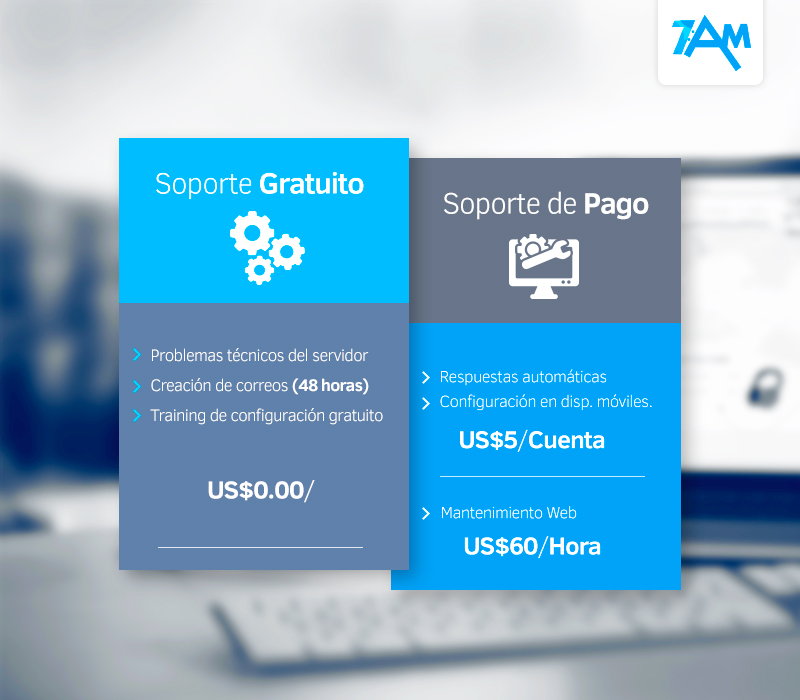 7AM
Soporte Gratuito
Problemas técnicos del servidor
Creación de correos (48 horas)
Training de configuración gratuito
US$0.00/
Soporte de Pago
Respuestas automáticas
Configuración en disp. móviles.
US$5/Cuenta
Mantenimiento Web
US$60/Hora